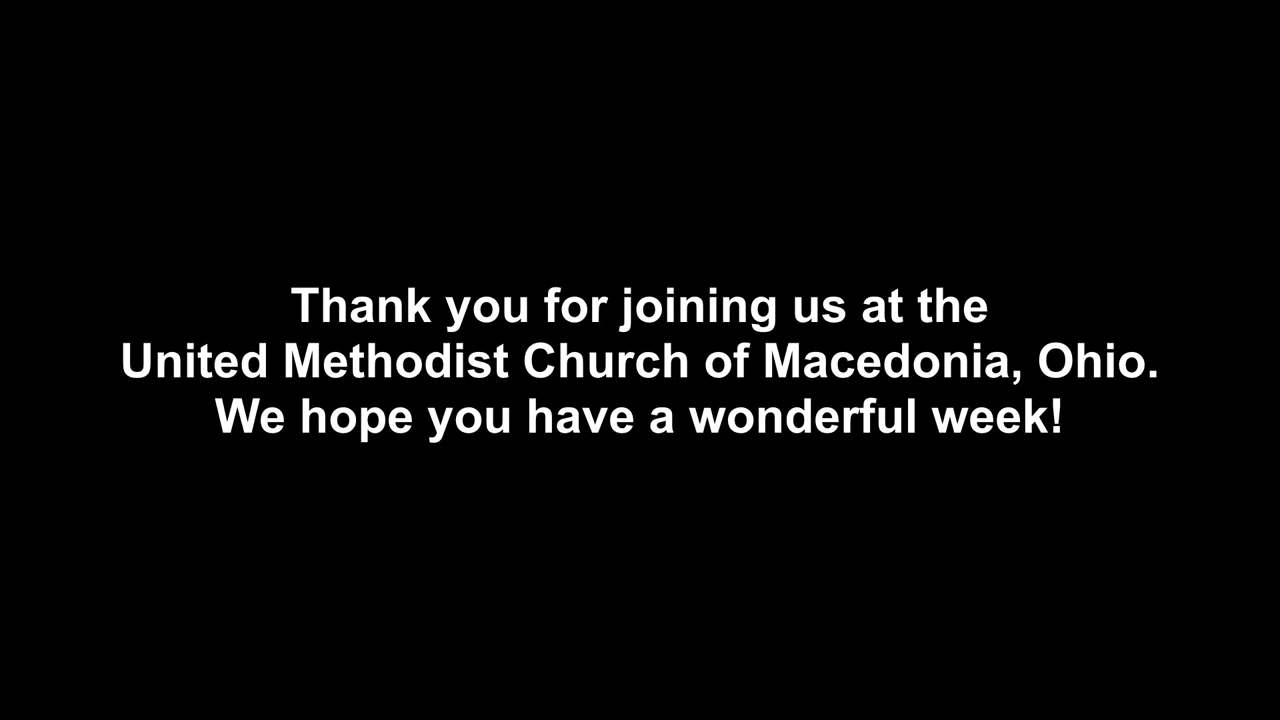 Thank you for joining us at the
United Methodist Church of Macedonia, Ohio.
We hope you have a wonderful week!